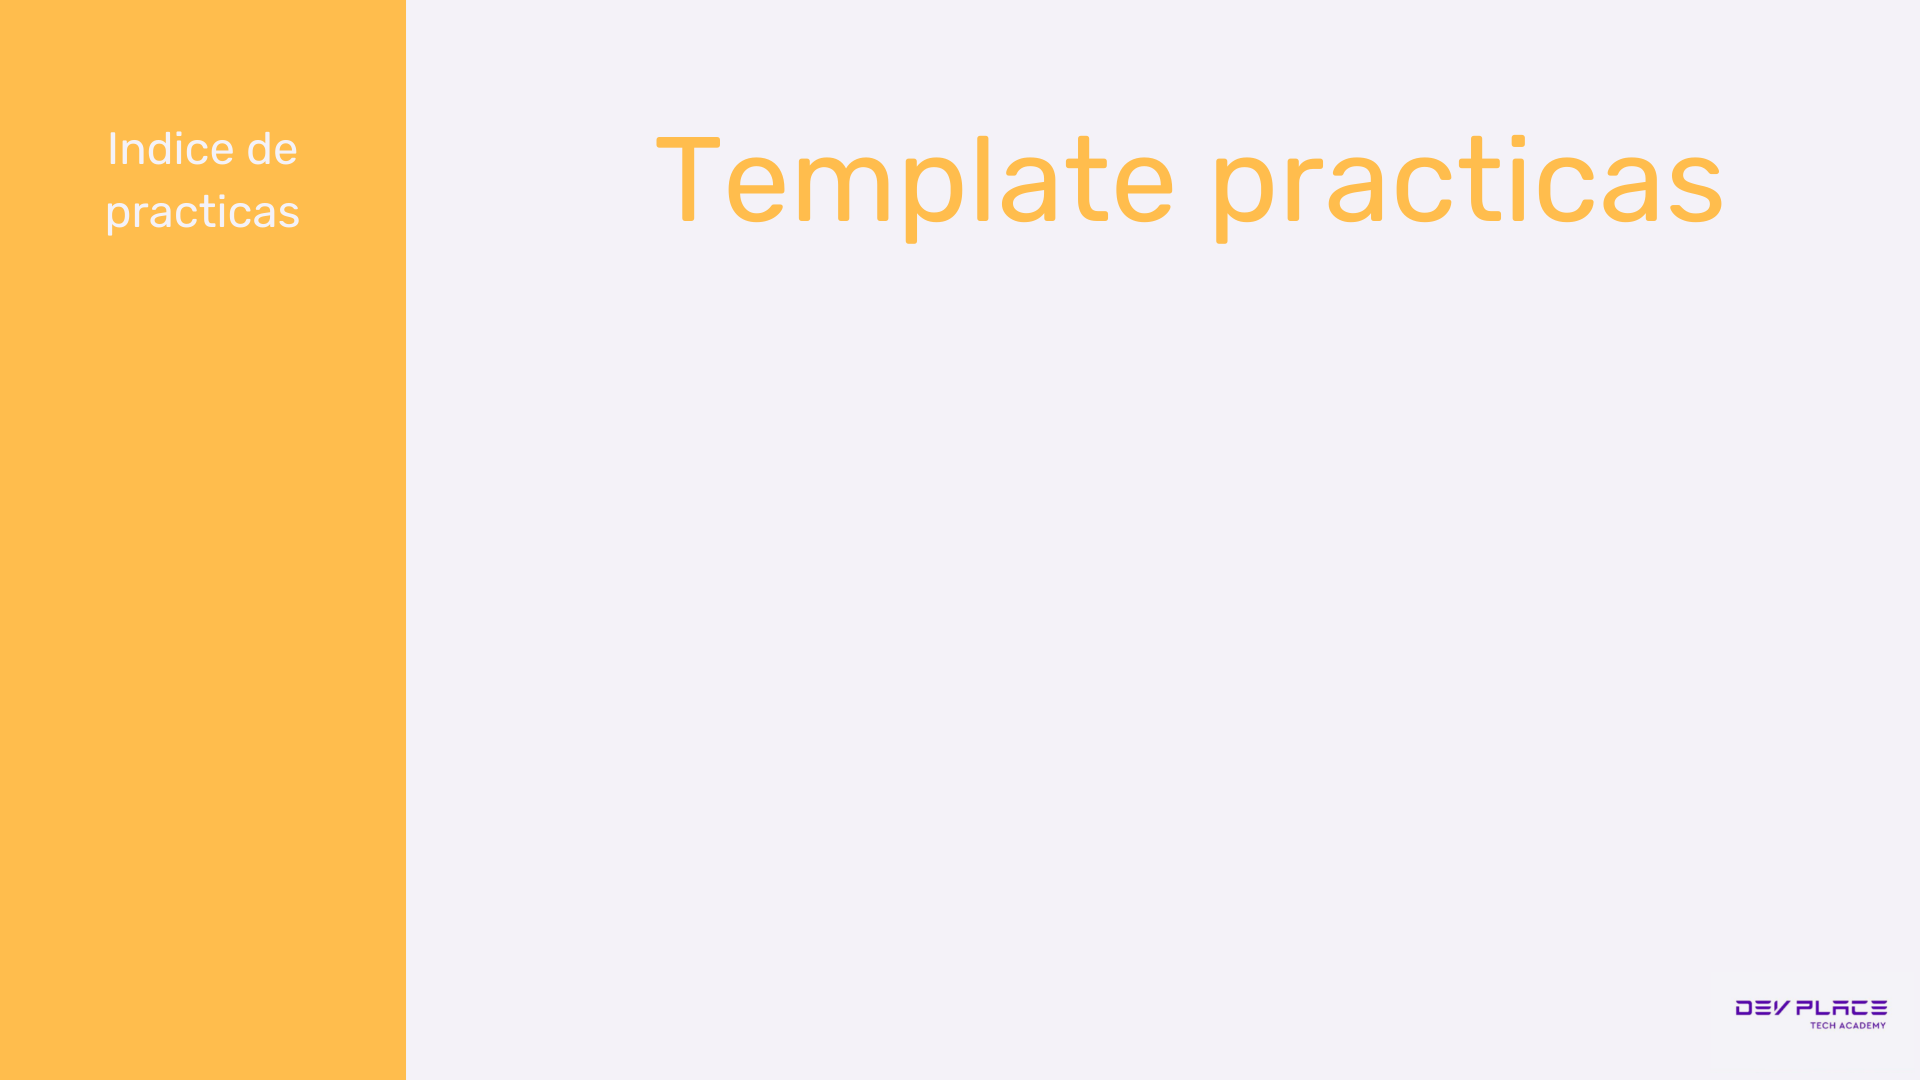 Indice de
practicas
Template practicas
DEV PLACE
TECH ACADEMY